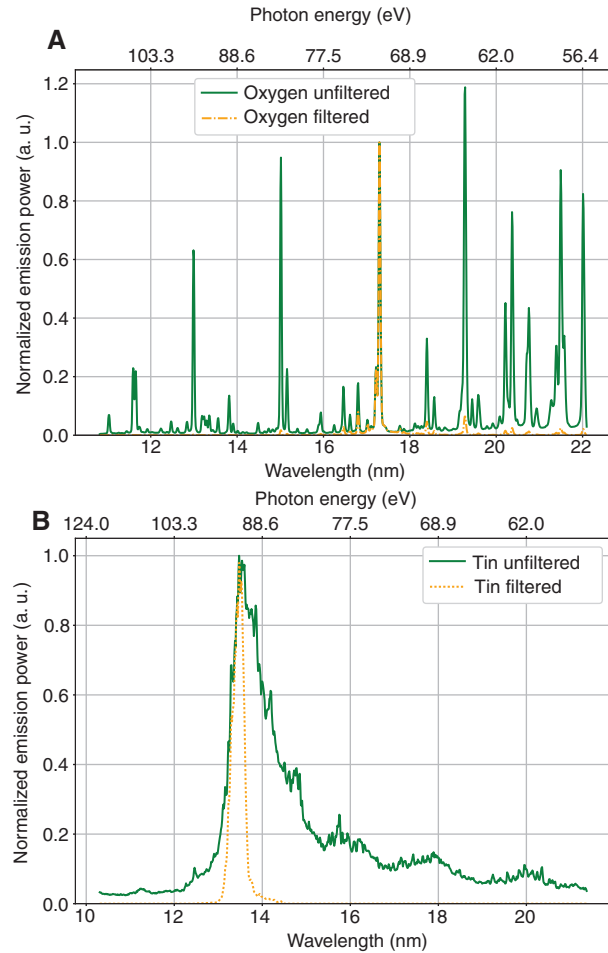 Photon energy (eV)
A
103.3 88.6 77.5 68.9 62.0 56.4
Normalized emission power (a. u.)
1.2
1.0
0.8
0.6
0.4
0.2
0.0
Oxygen unfiltered
Oxygen filtered
12 14 16 18 20 22
Wavelength (nm)
Photon energy (eV)
B
124.0 103.3 88.6 77.5 68.9 62.0
Normalized emission power (a. u.)
1.0
0.8
0.6
0.4
0.2
0.0
Tin unfiltered
Tin filtered
10 12 14 16 18 20
Wavelength (nm)